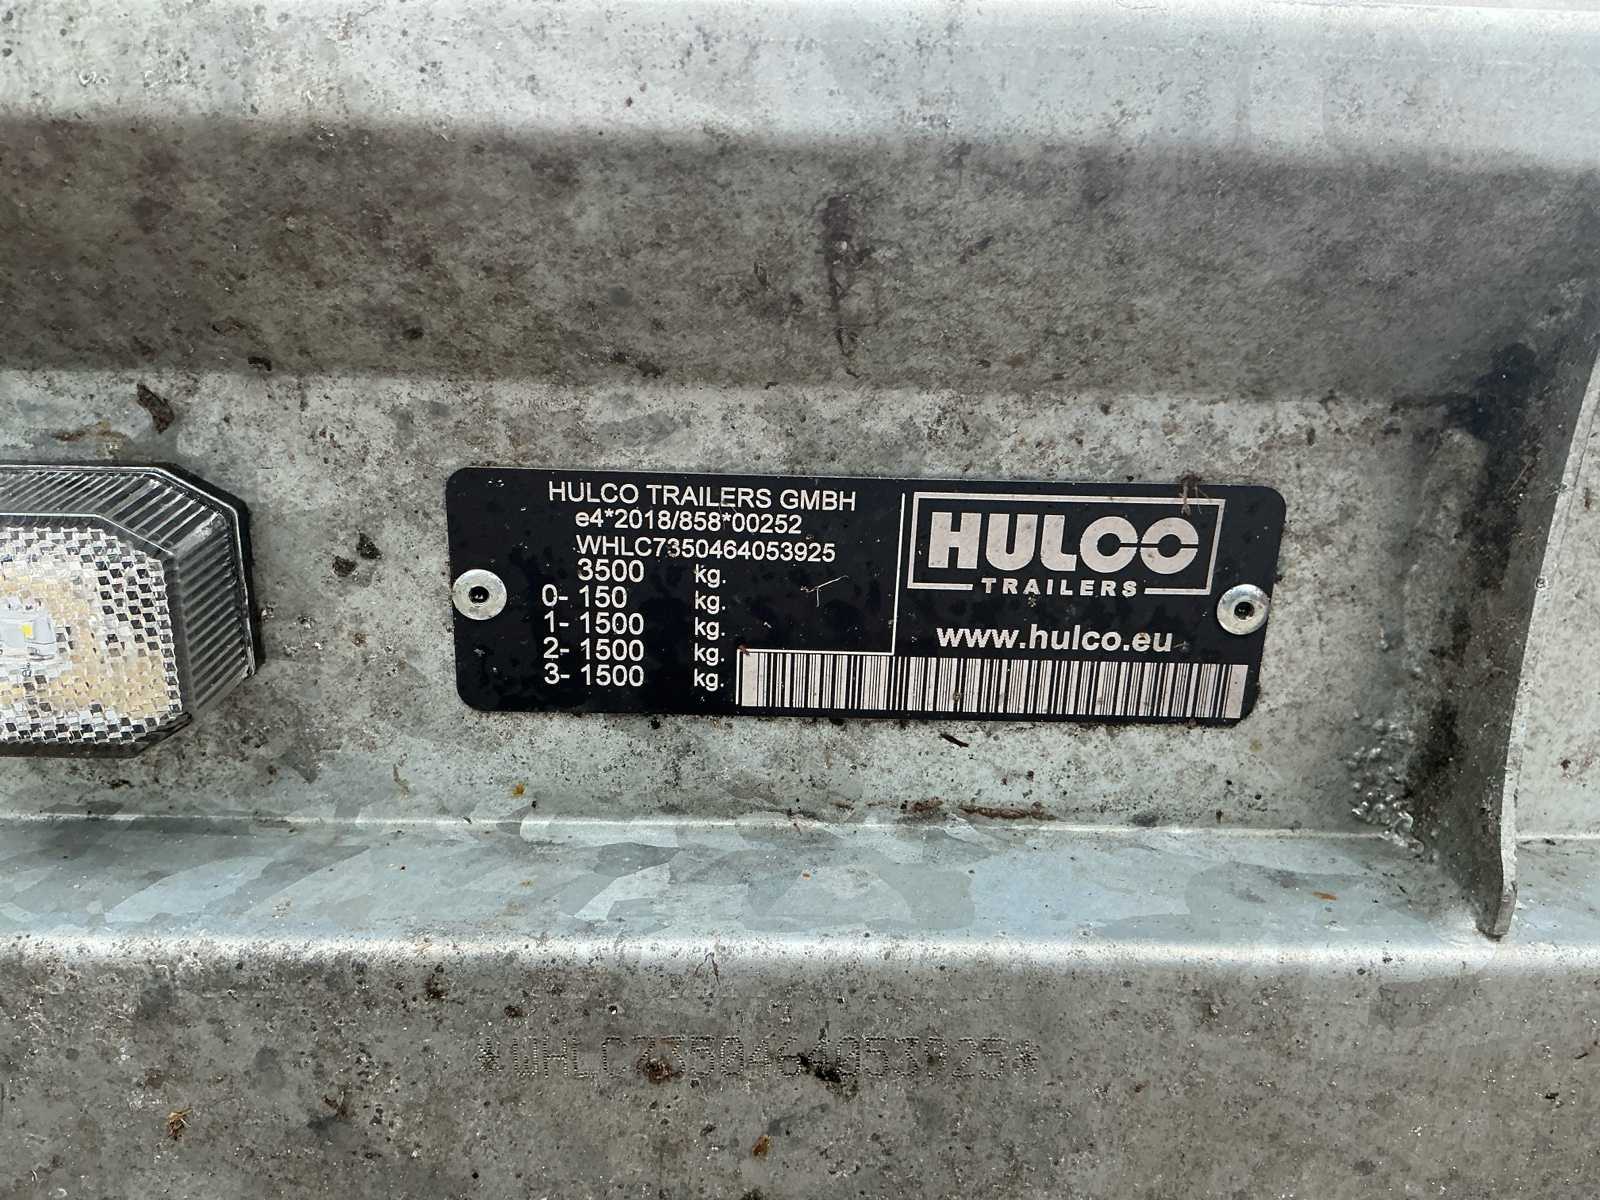 HULCO TRAILERS GMBH
e4*2018/858*00252
WHLC7350464053925
3500 kg.
0- 150 kg.
1- 1500 kg.
2- 1500 kg.
3- 1500 kg.
HULCO
TRAILERS
www.hulco.eu
*WHLC7350464053925*